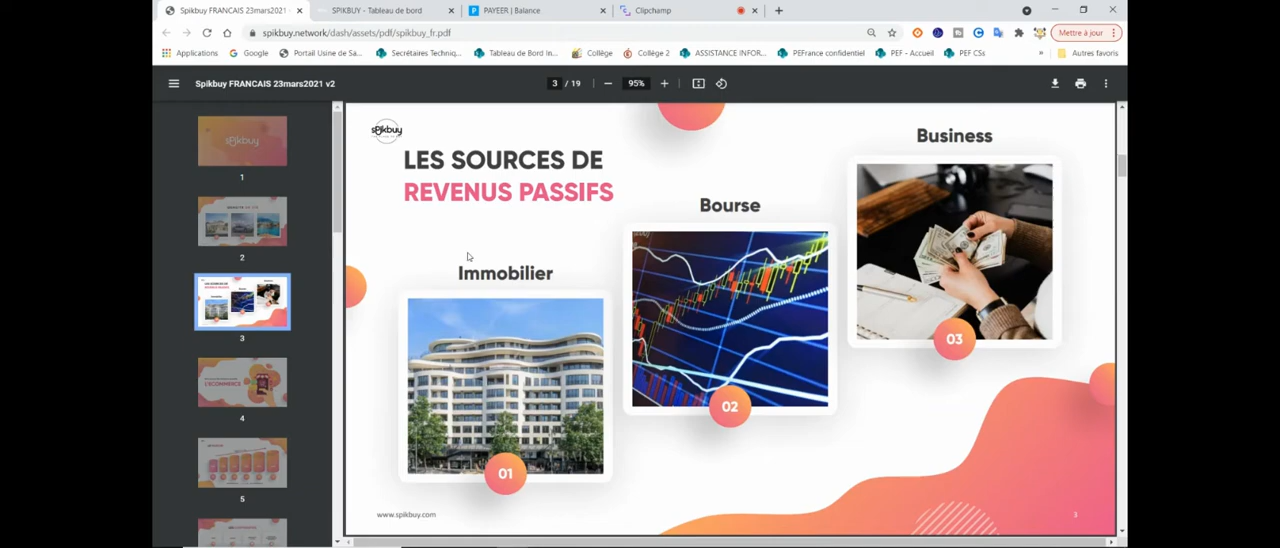 Spikbuy FRANCAIS 23mars2021
SPIKBUY - Tableau de bord
PAYEER | Balance
Clipchamp
spikbuy.network/dash/assets/pdf/spikbuy_fr.pdf
Mettre à jour
Applications
Google
Portail Usine de Sa...
Secrétaires Techniq...
Tableau de Bord In...
Collège
Collège 2
ASSISTANCE INFOR...
PEFrance confidentiel
PEF - Accueil
PEF CSs
»
Autres favoris
Spikbuy FRANCAIS 23mars2021 v2
3 / 19
95%
spikbuy
LES SOURCES DE
REVENUS PASSIFS
Business
Bourse
Immobilier
03
02
01
www.spikbuy.com
3
spikbuy
1
2
3
L'ECOMMERCE
4
5